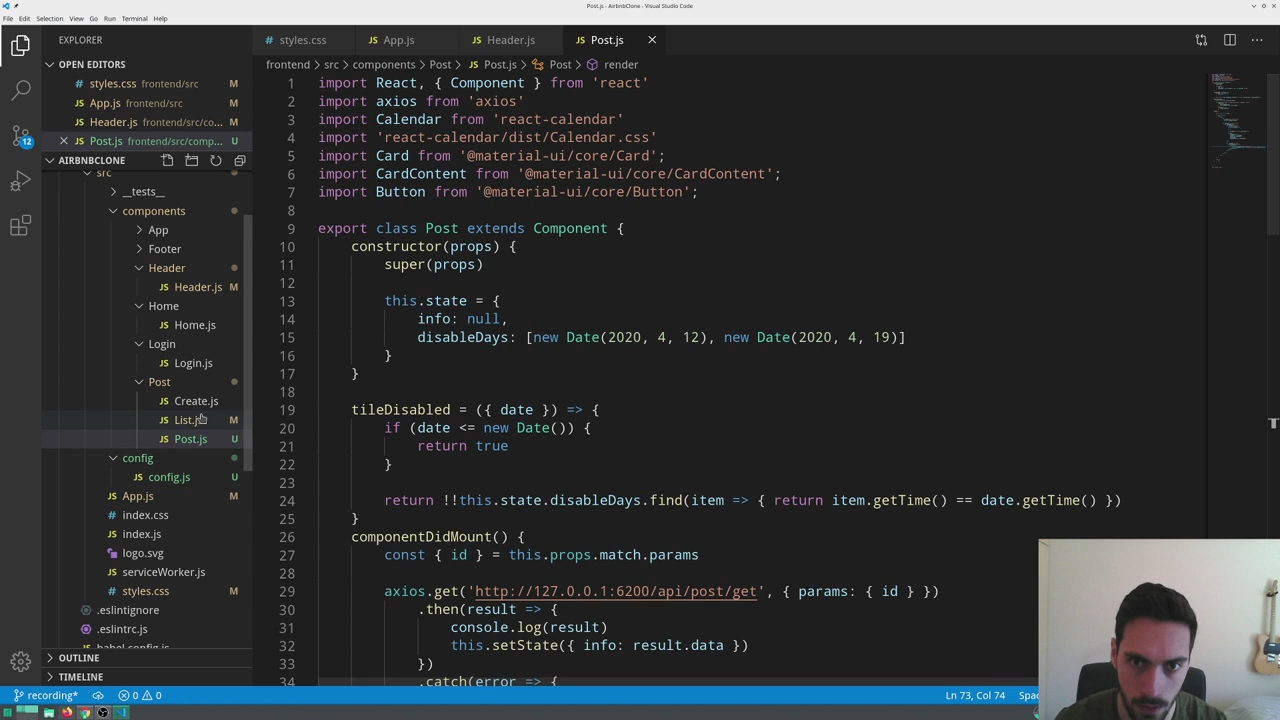 Post.js - AirbnbClone - Visual Studio Code
File Edit Selection View Go Run Terminal Help
EXPLORER
styles.css App.js Header.js Post.js
OPEN EDITORS
styles.css frontend/src M
App.js frontend/src M
Header.js frontend/src/co... M
Post.js frontend/src/comp... U
AIRBNBCLONE
src
__tests__
components
App
Footer
Header
Header.js M
Home
Home.js
Login
Login.js
Post
Create.js
List.js M
Post.js U
config
config.js U
App.js M
index.css
index.js
logo.svg
serviceWorker.js
styles.css M
.eslintignore
.eslintrc.js
babel.config.js
OUTLINE
TIMELINE
12
frontend > src > components > Post > Post.js > Post > render
1 import React, { Component } from 'react'
2 import axios from 'axios'
3 import Calendar from 'react-calendar'
4 'react-calendar/dist/Calendar.css'
5 import Card from '@material-ui/core/Card';
6 import CardContent from '@material-ui/core/CardContent';
7 import Button from '@material-ui/core/Button';
8
9 export class Post extends Component {
10 constructor(props) {
11 super(props)
12
13 this.state = {
14 info: null,
15 disableDays: [new Date(2020, 4, 12), new Date(2020, 4, 19)]
16 }
17 }
18
19 tileDisabled = ({ date }) => {
20 if (date <= new Date()) {
21 return true
22 }
23
24 return !!this.state.disableDays.find(item => { return item.getTime() == date.getTime() })
25 }
26 componentDidMount() {
27 const { id } = this.props.match.params
28
29 axios.get('http://127.0.0.1:6200/api/post/get', { params: { id } })
30 .then(result => {
31 console.log(result)
32 this.setState({ info: result.data })
33 })
34 .catch(error => {
recording* 0 0 Ln 73, Col 74